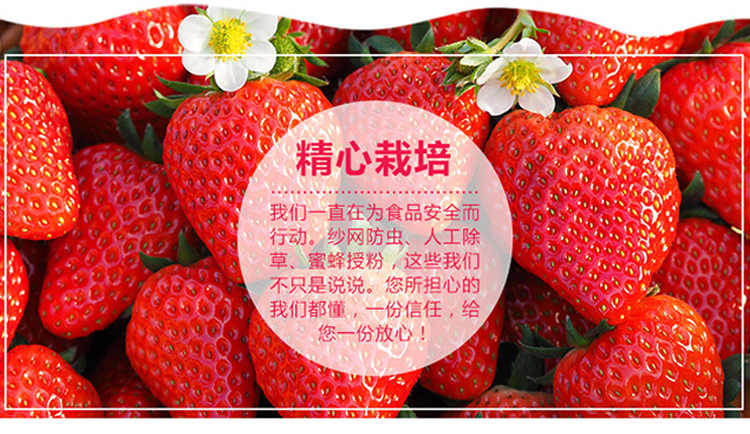 精心栽培
我们一直在为食品安全而
行动。纱网防虫、人工除
草、蜜蜂授粉，这些我们
不只是说说。您所担心的
我们都懂，一份信任，给
您一份放心！